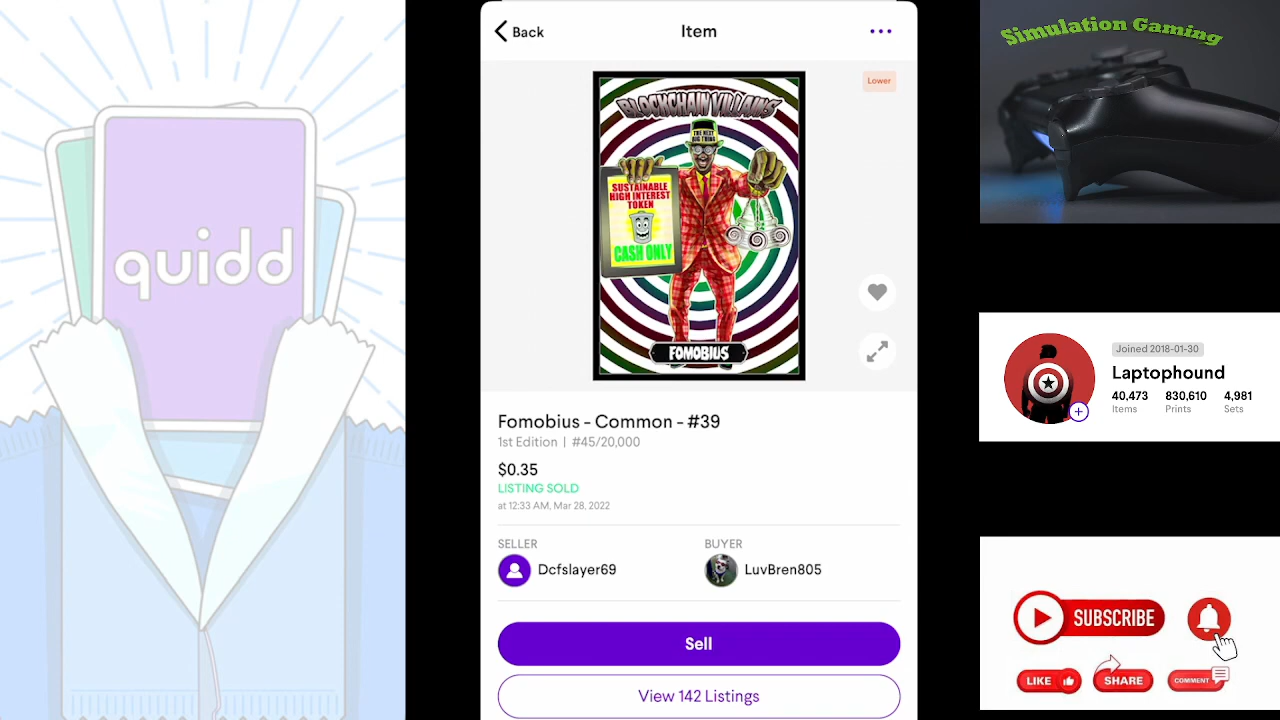 quidd
Back
Item
Lower
BLOCKCHAIN VILLAINS
THE NEXT
BIG THING
SUSTAINABLE
HIGH INTEREST
TOKEN
CASH ONLY
FOMOBIUS
Fomobius - Common - #39
1st Edition | #45/20,000
$0.35
LISTING SOLD
at 12:33 AM, Mar 28, 2022
SELLER
Dcfslayer69
BUYER
LuvBren805
Sell
View 142 Listings
Simulation Gaming
Joined 2018-01-30
Laptophound
40,473 830,610 4,981
Items Prints Sets
SUBSCRIBE
LIKE
SHARE
COMMENT